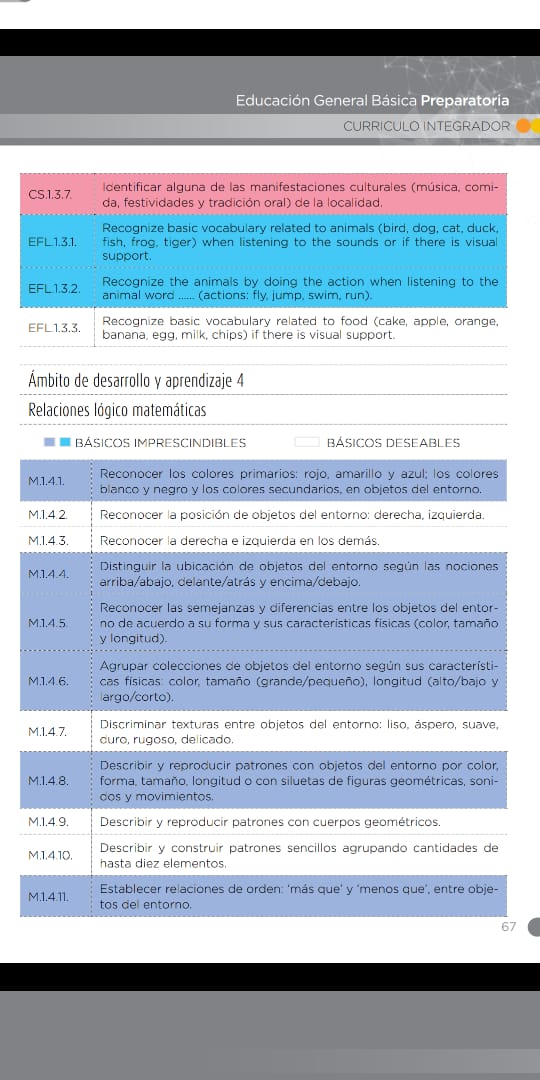 Educación General Básica Preparatoria
CURRICULO INTEGRADOR
CS.1.3.7. Identificar alguna de las manifestaciones culturales (música, comi-
da, festividades y tradición oral) de la localidad.
EFL.1.3.1. Recognize basic vocabulary related to animals (bird, dog, cat, duck,
fish, frog, tiger) when listening to the sounds or if there is visual
support.
EFL.1.3.2. Recognize the animals by doing the action when listening to the
animal word ...... (actions: fly, jump, swim, run).
EFL.1.3.3. Recognize basic vocabulary related to food (cake, apple, orange,
banana, egg, milk, chips) if there is visual support.
Ámbito de desarrollo y aprendizaje 4
Relaciones lógico matemáticas
BÁSICOS IMPRESCINDIBLES BÁSICOS DESEABLES
M.1.4.1. Reconocer los colores primarios: rojo, amarillo y azul; los colores
blanco y negro y los colores secundarios, en objetos del entorno.
M.1.4.2. Reconocer la posición de objetos del entorno: derecha, izquierda.
M.1.4.3. Reconocer la derecha e izquierda en los demás.
M.1.4.4. Distinguir la ubicación de objetos del entorno según las nociones
arriba/abajo, delante/atrás y encima/debajo.
M.1.4.5. Reconocer las semejanzas y diferencias entre los objetos del entor-
no de acuerdo a su forma y sus características físicas (color, tamaño
y longitud).
M.1.4.6. Agrupar colecciones de objetos del entorno según sus característi-
cas físicas: color, tamaño (grande/pequeño), longitud (alto/bajo y
largo/corto).
M.1.4.7. Discriminar texturas entre objetos del entorno: liso, áspero, suave,
duro, rugoso, delicado.
M.1.4.8. Describir y reproducir patrones con objetos del entorno por color,
forma, tamaño, longitud o con siluetas de figuras geométricas, soni-
dos y movimientos.
M.1.4.9. Describir y reproducir patrones con cuerpos geométricos.
M.1.4.10. Describir y construir patrones sencillos agrupando cantidades de
hasta diez elementos.
M.1.4.11. Establecer relaciones de orden: ‘más que’ y ‘menos que’, entre obje-
tos del entorno.
67